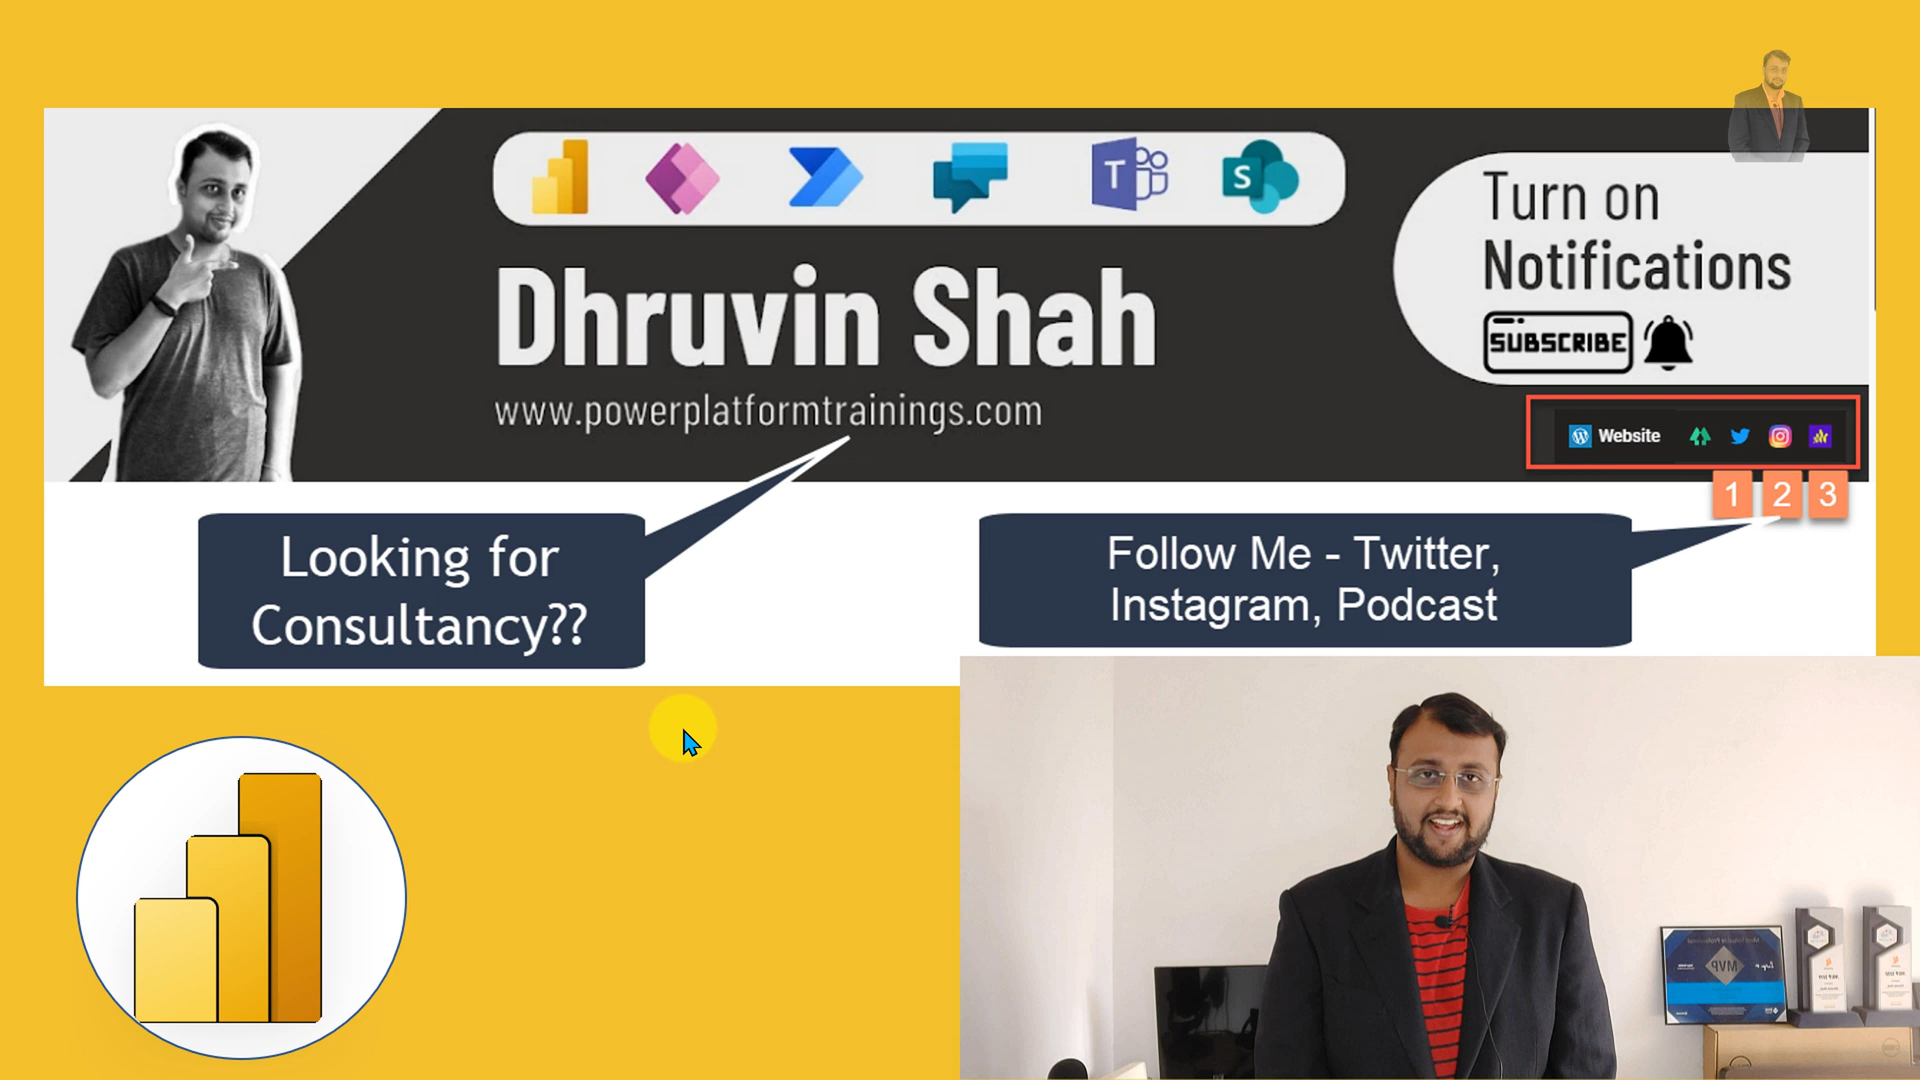 T
S
Turn on
Notifications
SUBSCRIBE
Dhruvin Shah
www.powerplatformtrainings.com
Website
1 2 3
Looking for
Consultancy??
Follow Me - Twitter,
Instagram, Podcast
MVP